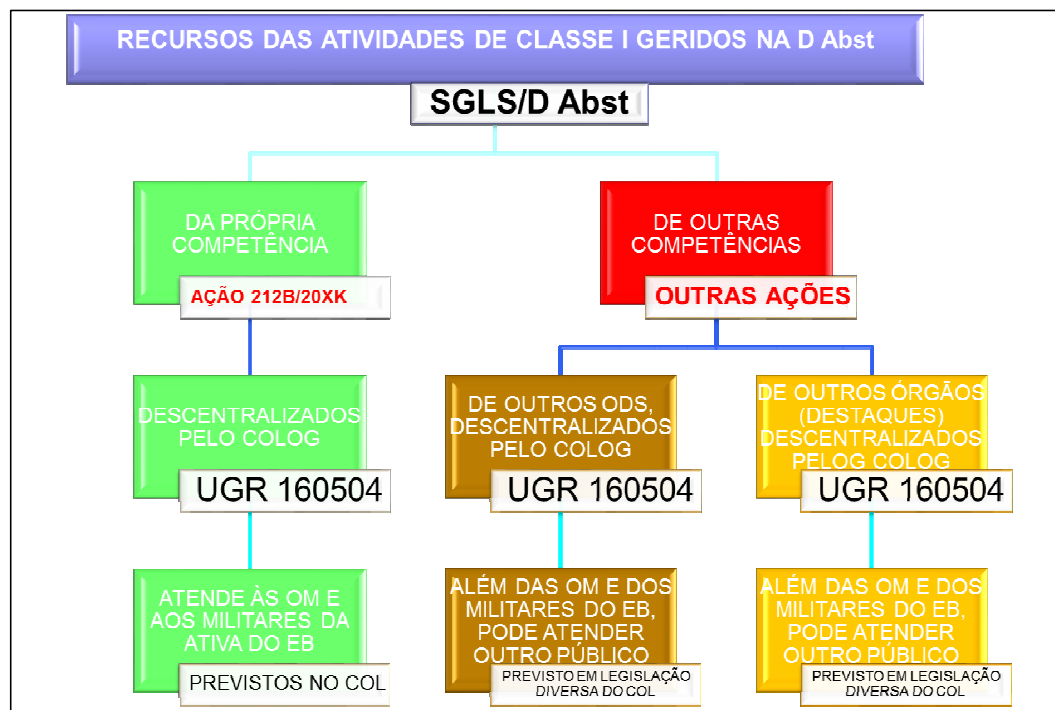 RECURSOS DAS ATIVIDADES DE CLASSE I GERIDOS NA D Abst
SGLS/D Abst
DA PRÓPRIA
COMPETÊNCIA
AÇÃO 212B/20XK
DE OUTRAS
COMPETÊNCIAS
OUTRAS AÇÕES
DESCENTRALIZADOS
PELO COLOG
UGR 160504
DE OUTROS ODS,
DESCENTRALIZADOS
PELO COLOG
UGR 160504
DE OUTROS ÓRGÃOS
(DESTAQUES)
DESCENTRALIZADOS
PELOG COLOG
UGR 160504
ATENDE ÀS OM E
AOS MILITARES DA
ATIVA DO EB
PREVISTOS NO COL
ALÉM DAS OM E DOS
MILITARES DO EB,
PODE ATENDER
OUTRO PÚBLICO
PREVISTO EM LEGISLAÇÃO
DIVERSA DO COL
ALÉM DAS OM E DOS
MILITARES DO EB,
PODE ATENDER
OUTRO PÚBLICO
PREVISTO EM LEGISLAÇÃO
DIVERSA DO COL